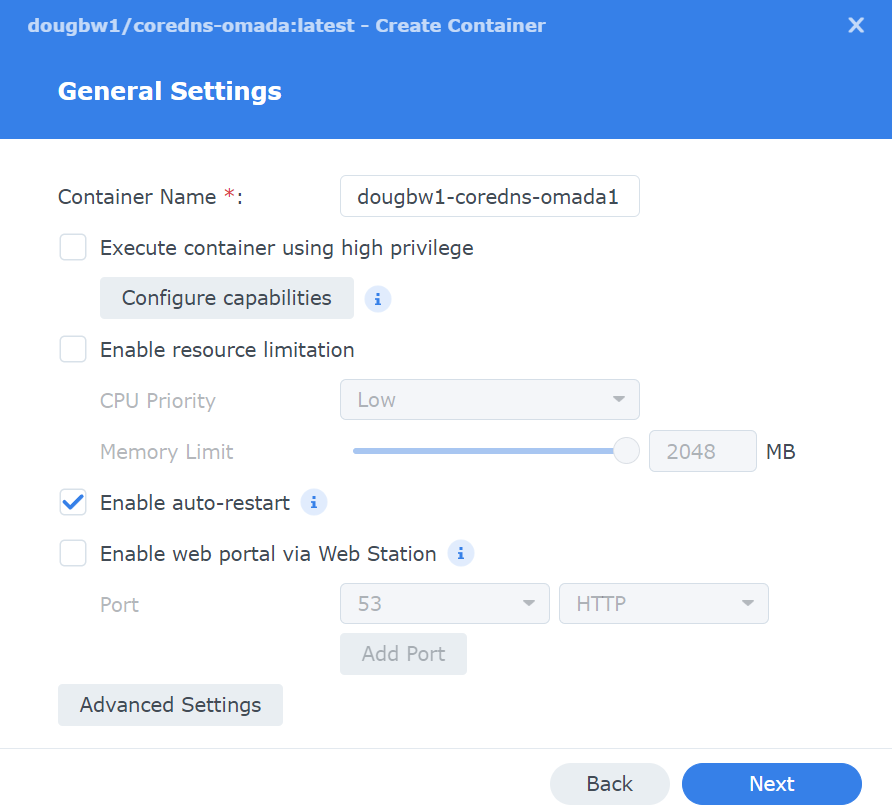 dougbw1/coredns-omada:latest - Create Container
General Settings
Container Name *: dougbw1-coredns-omada1
Execute container using high privilege
Configure capabilities i
Enable resource limitation
CPU Priority Low
Memory Limit 2048 MB
Enable auto-restart i
Enable web portal via Web Station i
Port 53 HTTP
Add Port
Advanced Settings
Back Next